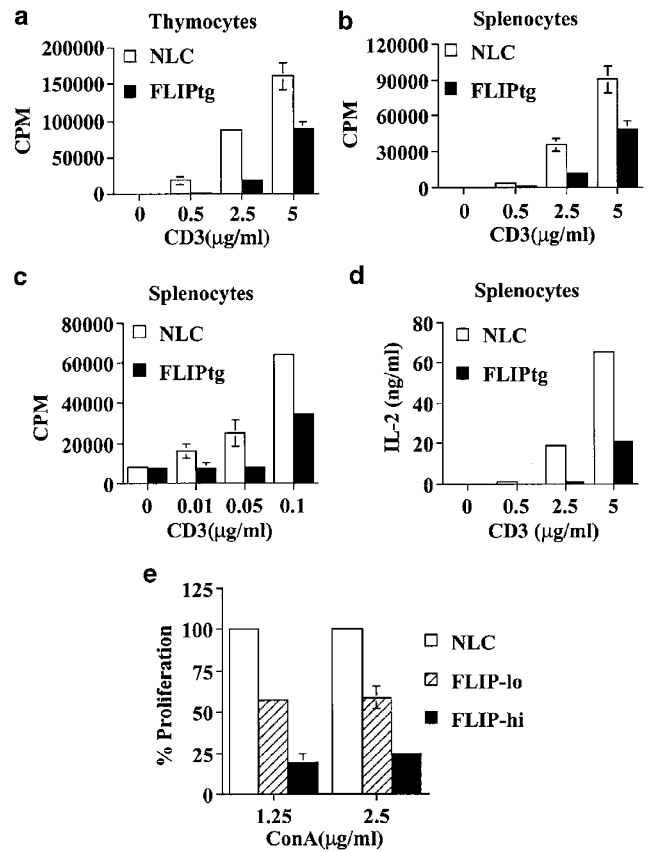 a
Thymocytes
200000
150000
100000
50000
0
CPM
NLC
FLIPtg
0 0.5 2.5 5
CD3(μg/ml)
b
Splenocytes
120000
90000
60000
30000
0
CPM
NLC
FLIPtg
0 0.5 2.5 5
CD3(μg/ml)
c
Splenocytes
80000
60000
40000
20000
0
CPM
NLC
FLIPtg
0 0.01 0.05 0.1
CD3(μg/ml)
d
Splenocytes
80
60
40
20
0
IL-2 (ng/ml)
NLC
FLIPtg
0 0.5 2.5 5
CD3 (μg/ml)
e
125
100
75
50
25
0
% Proliferation
NLC
FLIP-lo
FLIP-hi
1.25 2.5
ConA(μg/ml)